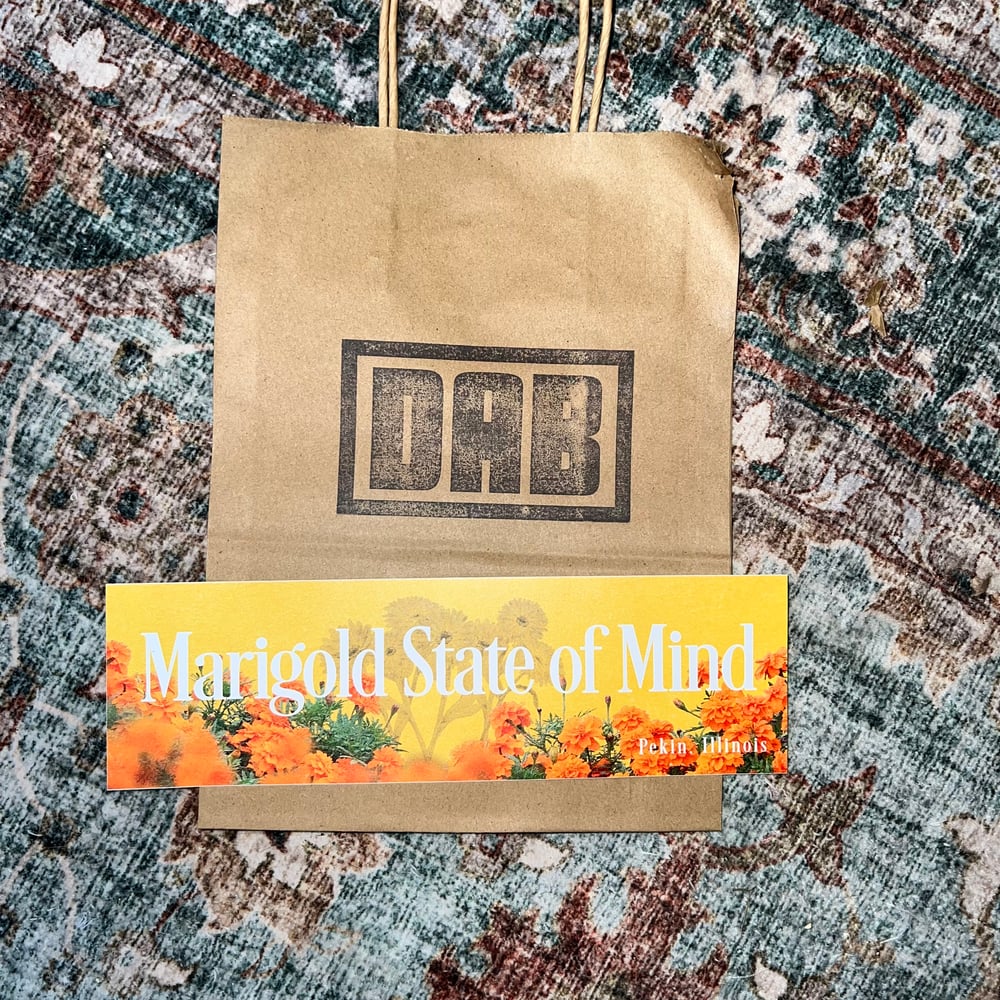 DAB
Marigold State of Mind
Pekin, Illinois